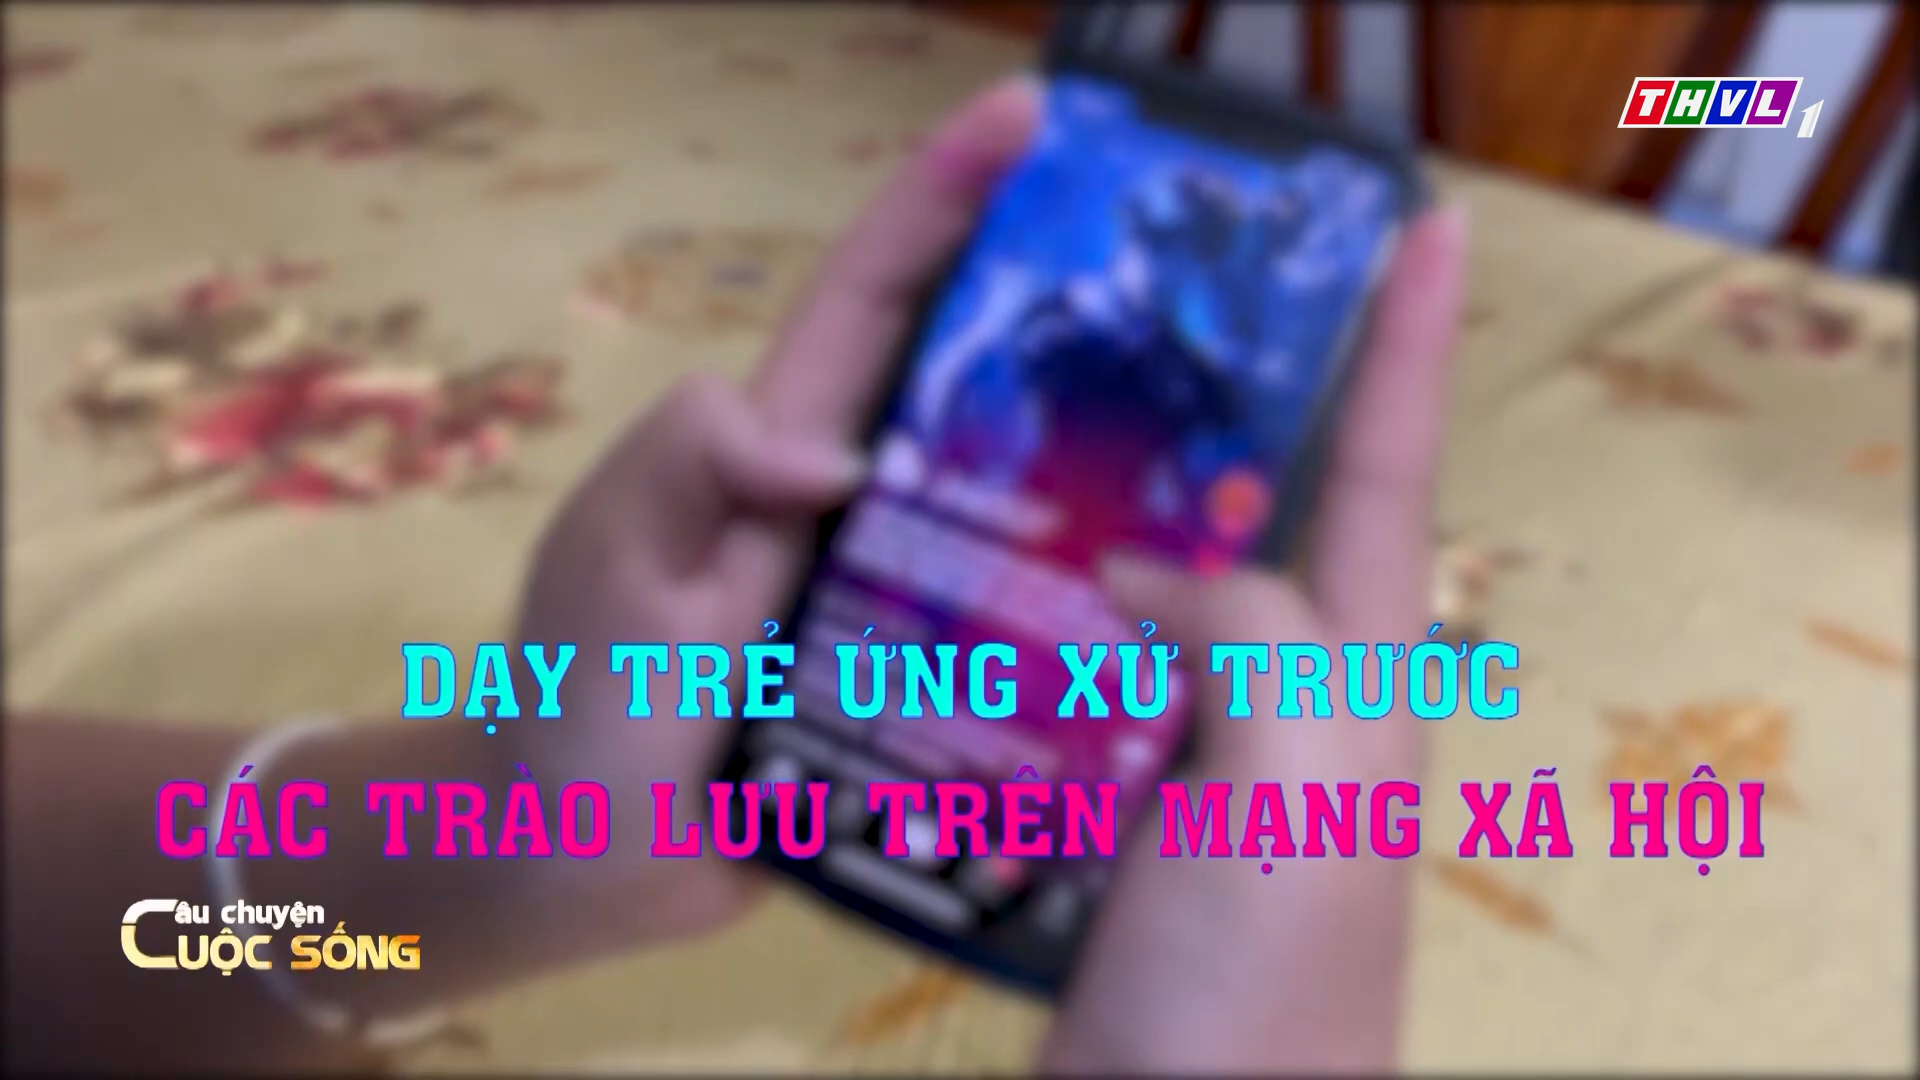 THVL1
DẠY TRẺ ỨNG XỬ TRƯỚC
CÁC TRÀO LƯU TRÊN MẠNG XÃ HỘI
Câu chuyện
CUỘC SỐNG